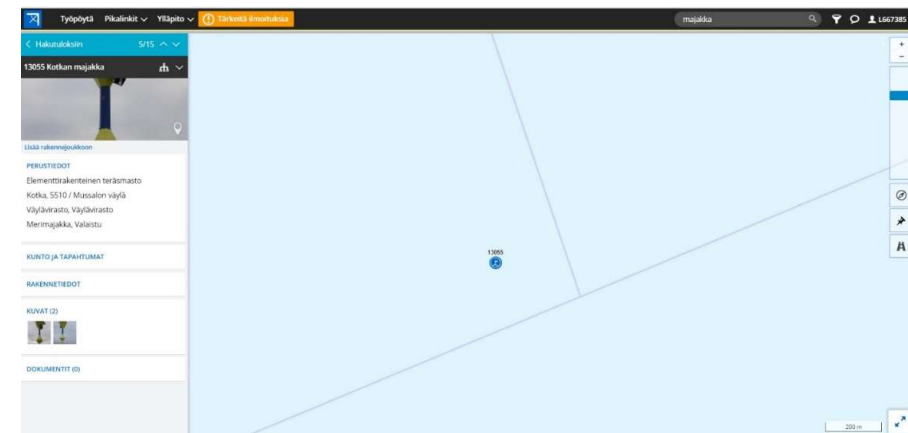 Työpöytä Pikalinkit Ylläpito Tärkeitä ilmoituksia majakka L667385
Hakutuloksiin 5/15
13055 Kotkan majakka
Lisää rakennejoukkoon
PERUSTIEDOT
Elementtirakenteinen teräsmasto
Kotka, 5510 / Mussalon väylä
Väylävirasto, Väylävirasto
Merimajakka, Valaistu
KUNTO JA TAPAHTUMAT
RAKENNETIEDOT
KUVAT (2)
DOKUMENTIT (0)
13055
200 m